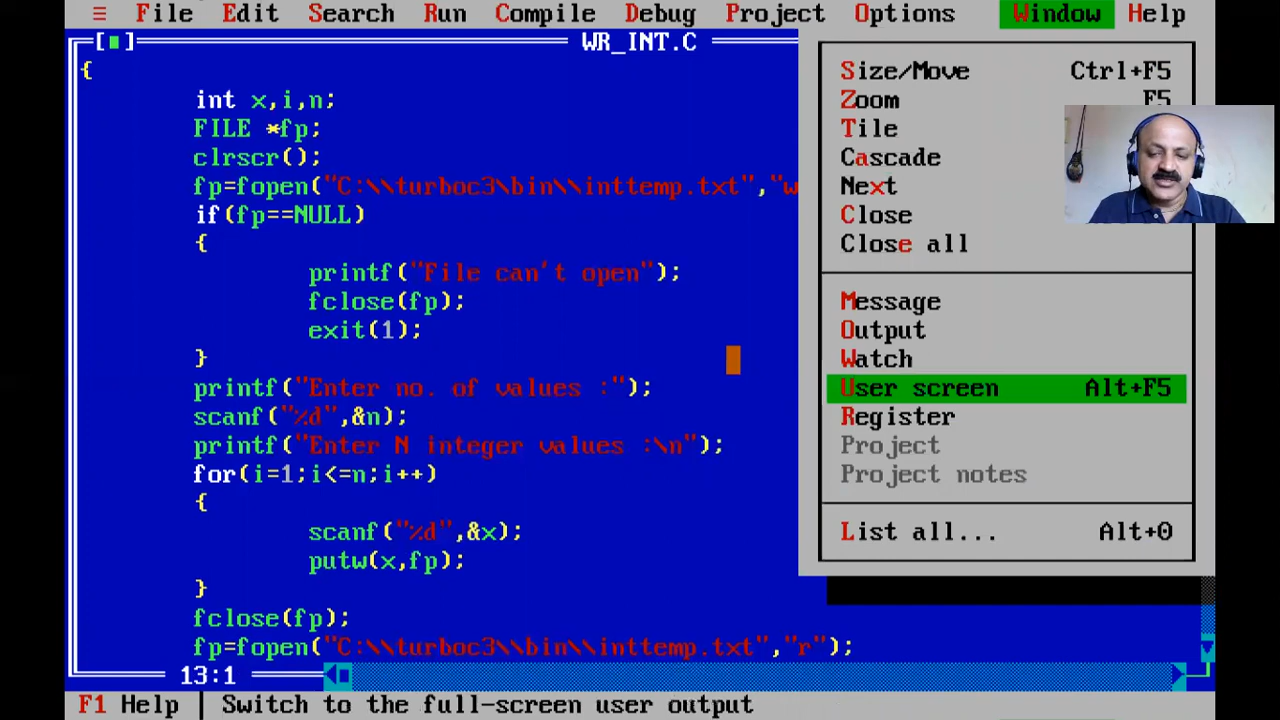 ≡ File Edit Search Run Compile Debug Project Options Window Help
[■] WR_INT.C
{
int x,i,n;
FILE *fp;
clrscr();
fp=fopen("C:\\turboc3\bin\\inttemp.txt","w
if(fp==NULL)
{
printf("File can't open");
fclose(fp);
exit(1);
}
printf("Enter no. of values :");
scanf("%d",&n);
printf("Enter N integer values :\n");
for(i=1;i<=n;i++)
{
scanf("%d",&x);
putw(x,fp);
}
fclose(fp);
fp=fopen("C:\\turboc3\\bin\\inttemp.txt","r");
Size/Move Ctrl+F5
Zoom F5
Tile
Cascade
Next
Close
Close all
Message
Output
Watch
User screen Alt+F5
Register
Project
Project notes
List all... Alt+0
13:1
F1 Help | Switch to the full-screen user output